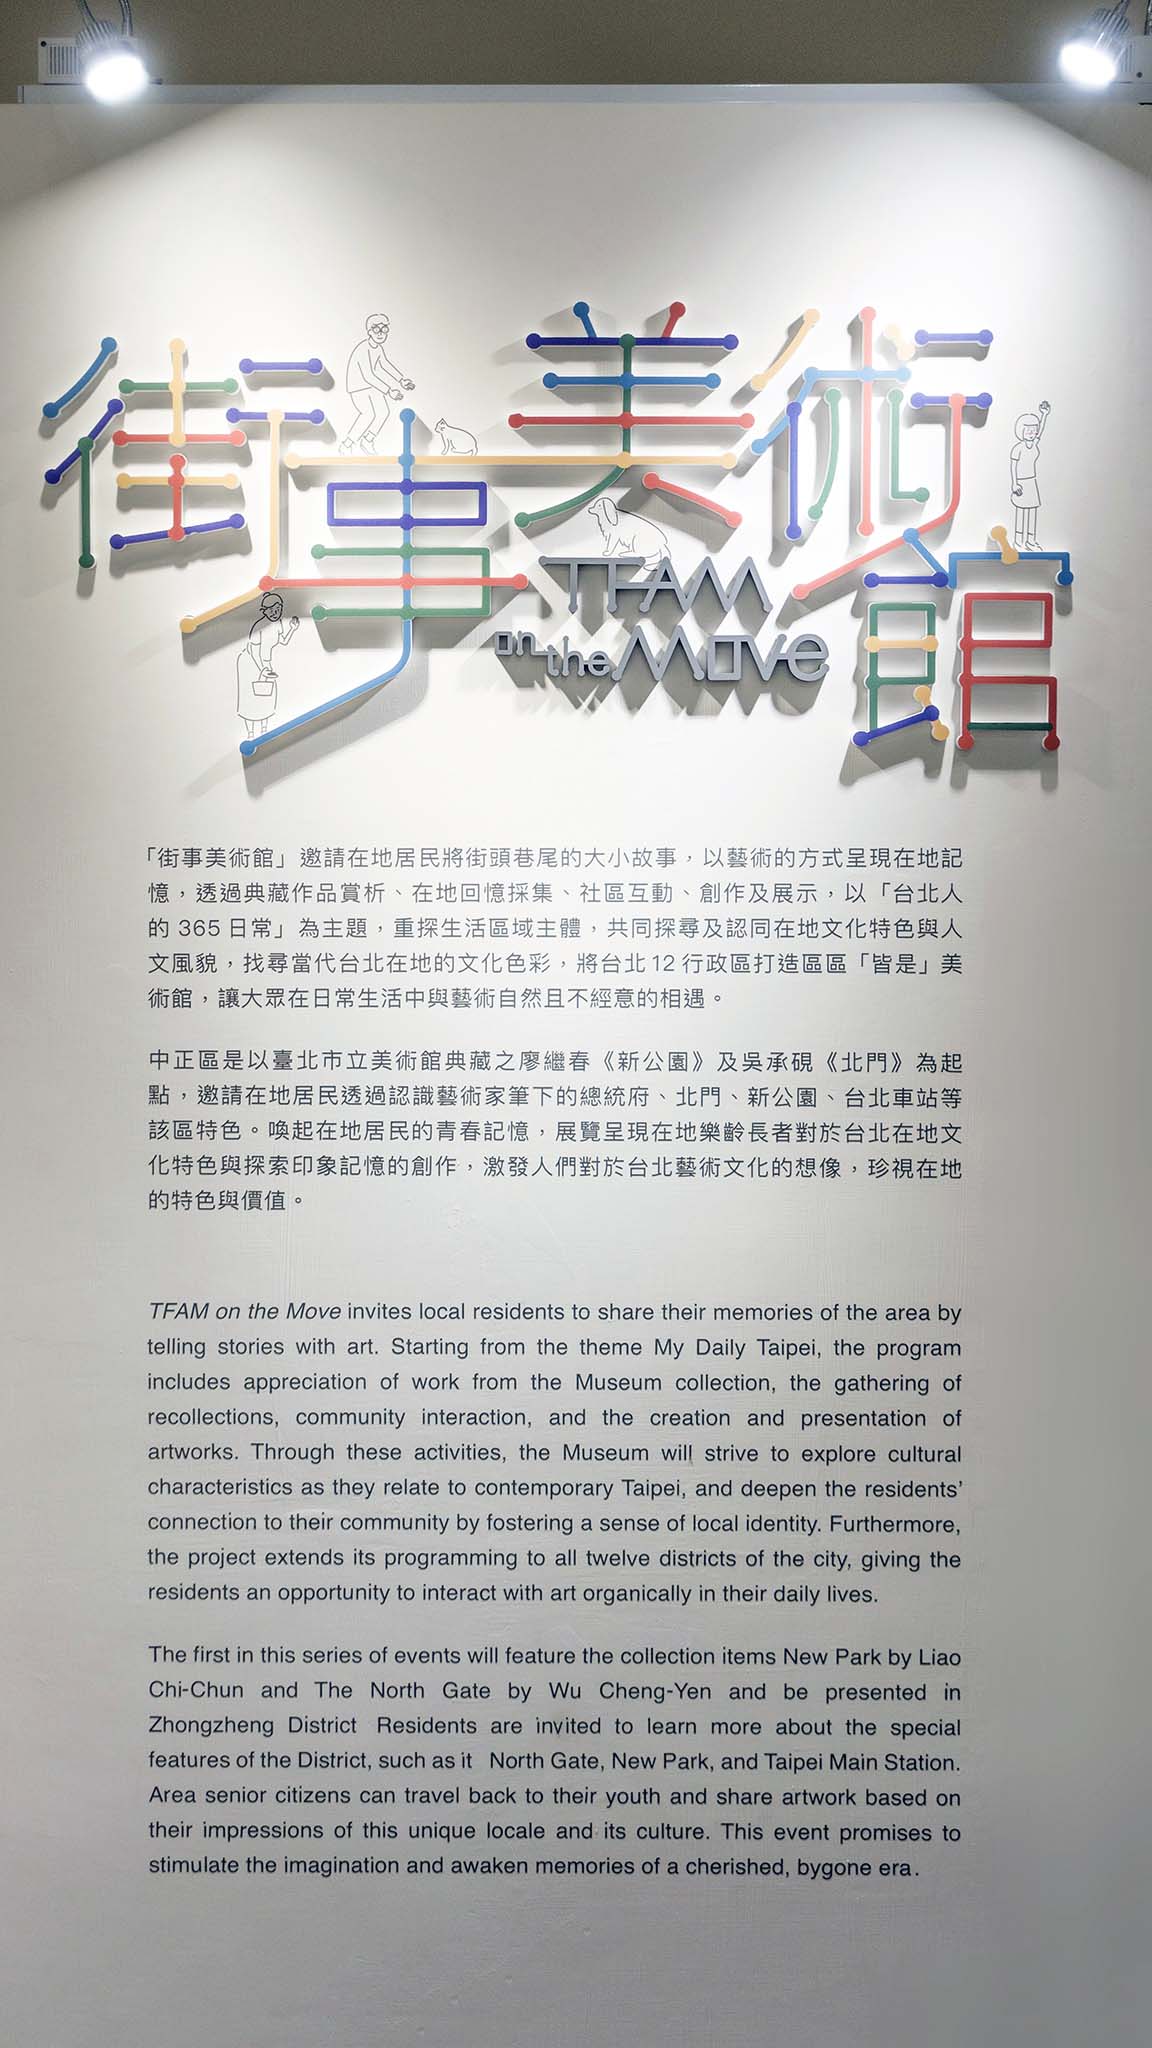 街事美術館
TFAM
on the Move
「街事美術館」邀請在地居民將街頭巷尾的大小故事，以藝術的方式呈現在地記
憶，透過典藏作品賞析、在地回憶採集、社區互動、創作及展示，以「台北人
的 365 日常」為主題，重探生活區域主體，共同探尋及認同在地文化特色與人
文風貌，找尋當代台北在地的文化色彩，將台北 12 行政區打造區區「皆是」美
術館，讓大眾在日常生活中與藝術自然且不經意的相遇。
中正區是以臺北市立美術館典藏之廖繼春《新公園》及吳承硯《北門》為起
點，邀請在地居民透過認識藝術家筆下的總統府、北門、新公園、台北車站等
該區特色。喚起在地居民的青春記憶，展覽呈現在地樂齡長者對於台北在地文
化特色與探索印象記憶的創作，激發人們對於台北藝術文化的想像，珍視在地
的特色與價值。
TFAM on the Move invites local residents to share their memories of the area by
telling stories with art. Starting from the theme My Daily Taipei, the program
includes appreciation of work from the Museum collection, the gathering of
recollections, community interaction, and the creation and presentation of
artworks. Through these activities, the Museum will strive to explore cultural
characteristics as they relate to contemporary Taipei, and deepen the residents’
connection to their community by fostering a sense of local identity. Furthermore,
the project extends its programming to all twelve districts of the city, giving the
residents an opportunity to interact with art organically in their daily lives.
The first in this series of events will feature the collection items New Park by Liao
Chi-Chun and The North Gate by Wu Cheng-Yen and be presented in
Zhongzheng District Residents are invited to learn more about the special
features of the District, such as it North Gate, New Park, and Taipei Main Station.
Area senior citizens can travel back to their youth and share artwork based on
their impressions of this unique locale and its culture. This event promises to
stimulate the imagination and awaken memories of a cherished, bygone era.